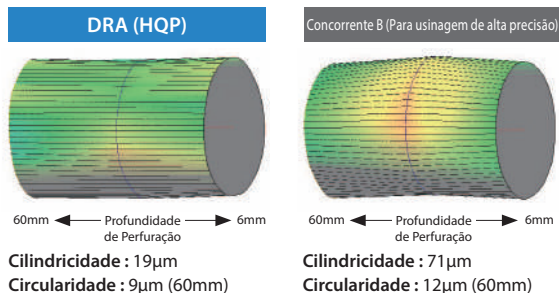 DRA (HQP)
Concorrente B (Para usinagem de alta precisão)
60mm Profundidade 6mm
de Perfuração
60mm Profundidade 6mm
de Perfuração
Cilindricidade : 19μm
Circularidade : 9μm (60mm)
Cilindricidade : 71μm
Circularidade : 12μm (60mm)